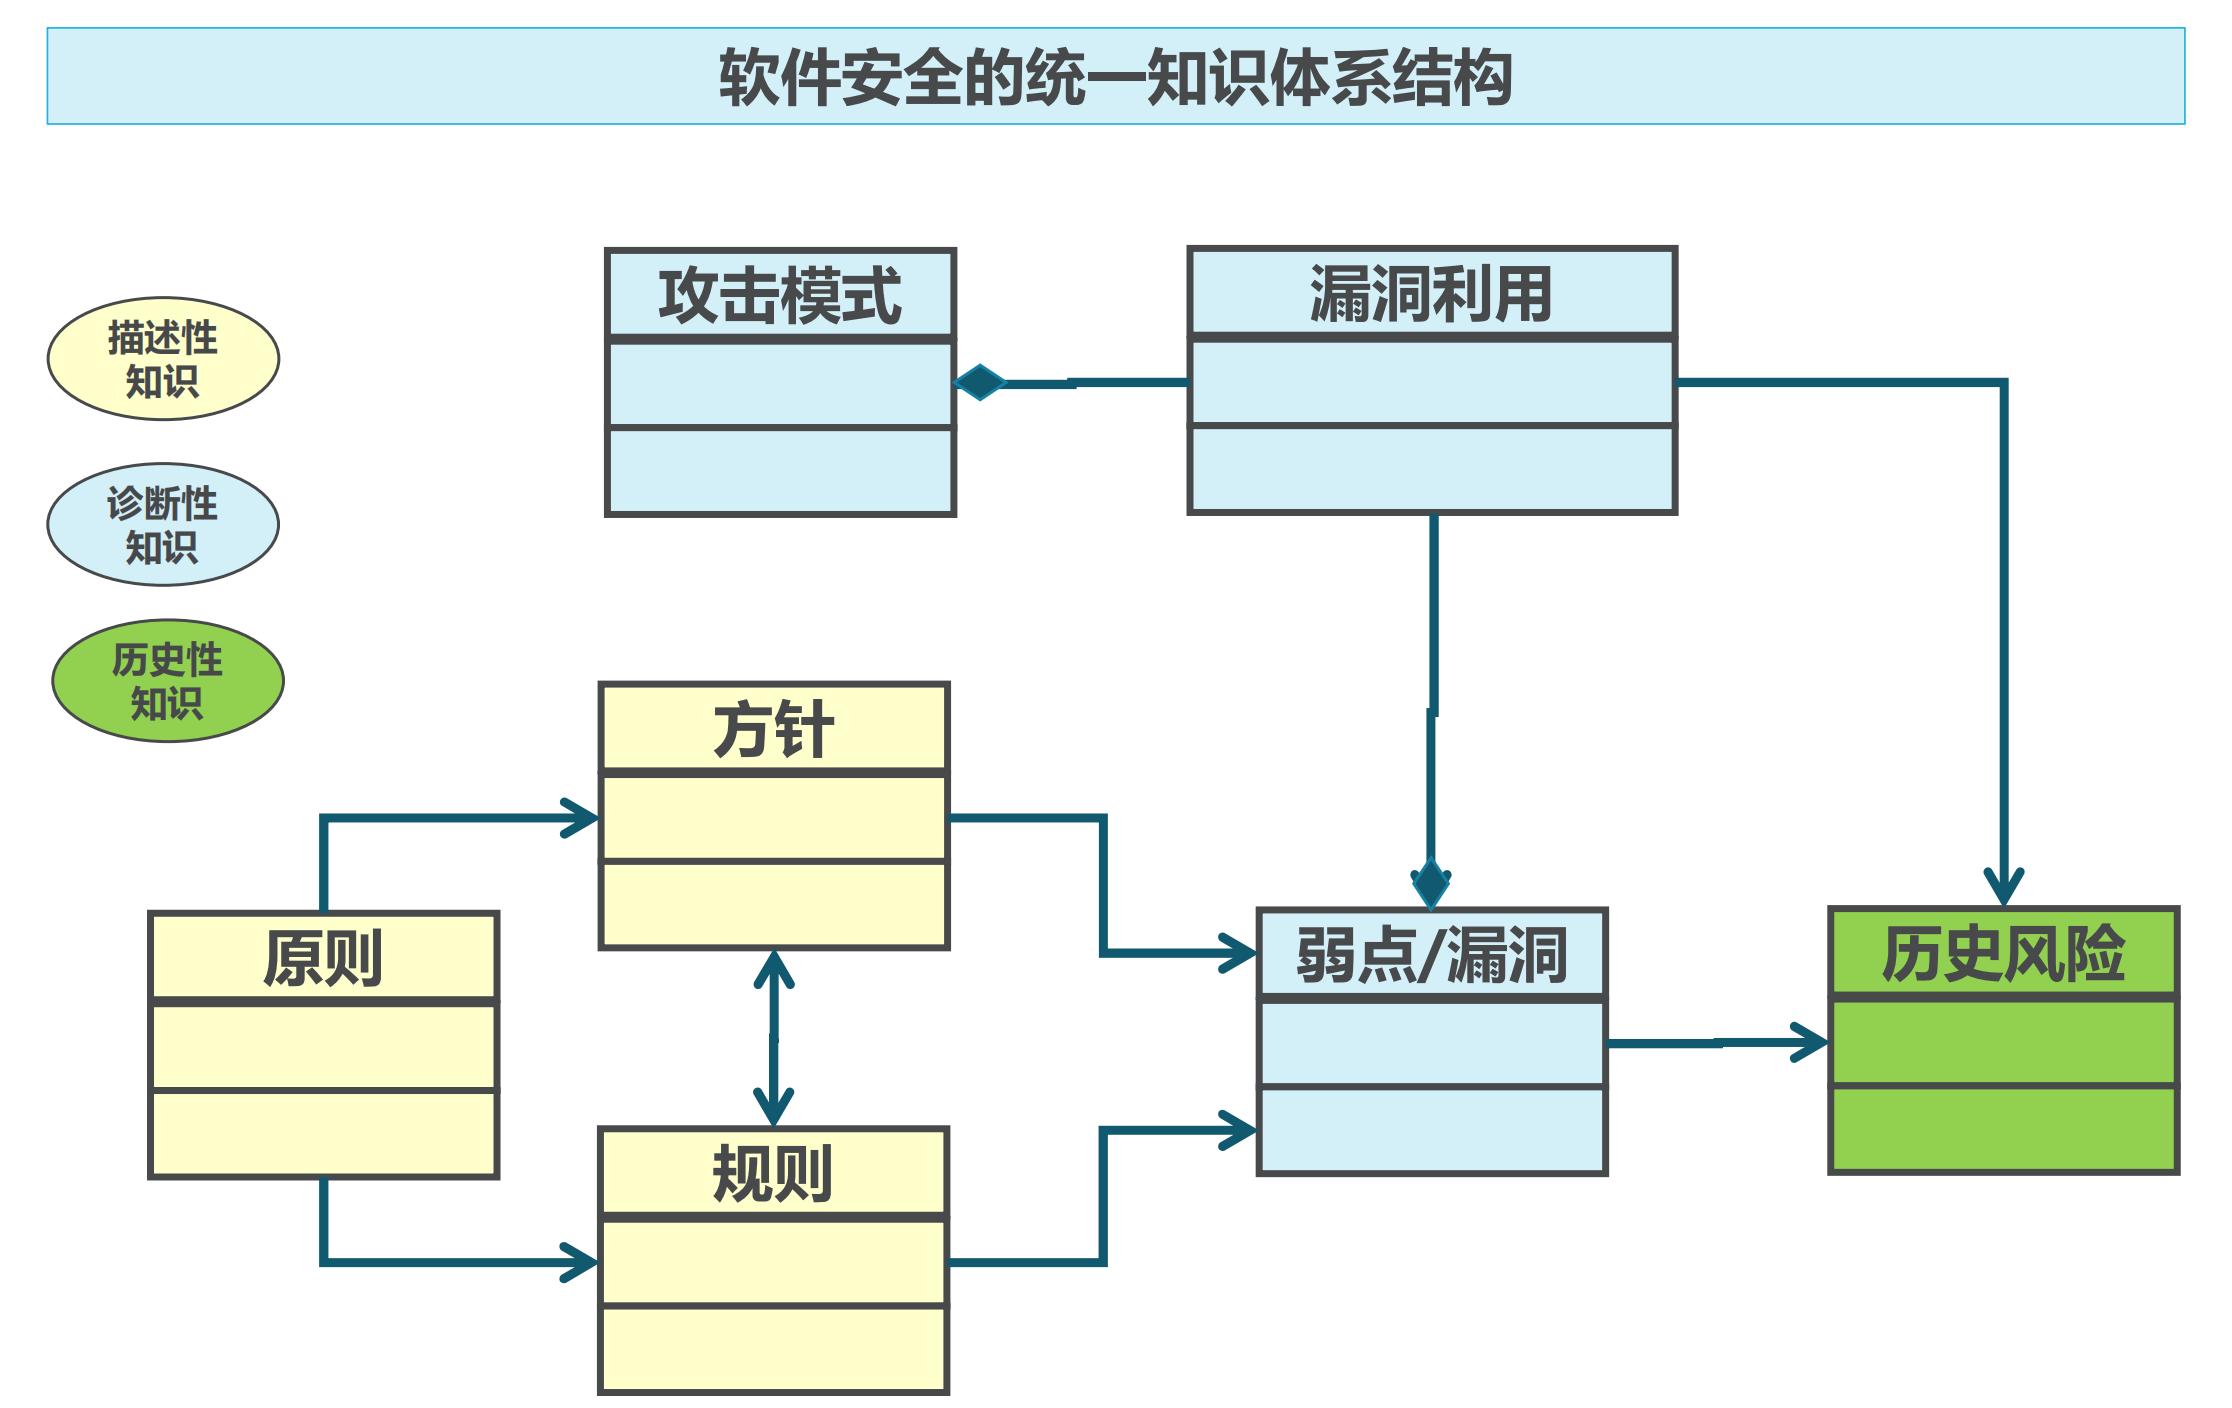 软件安全的统一知识体系结构
攻击模式
漏洞利用
描述性
知识
诊断性
知识
历史性
知识
方针
原则
弱点/漏洞
历史风险
规则